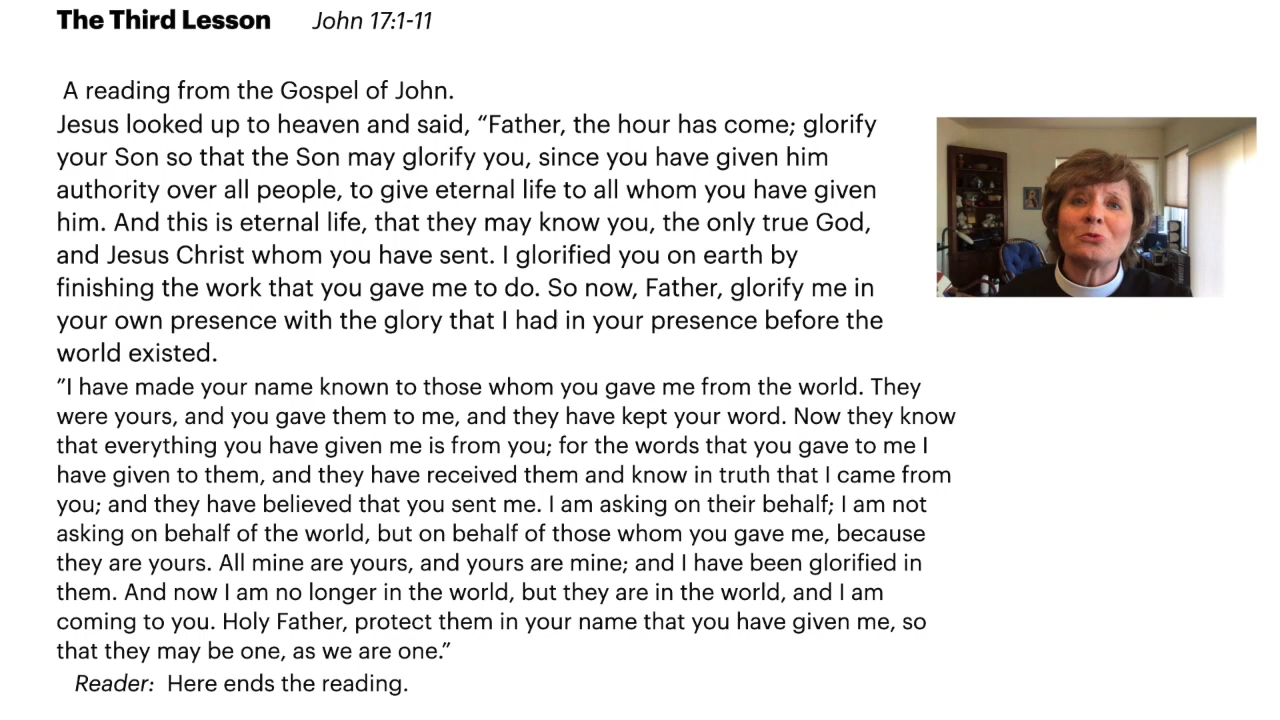 The Third Lesson John 17:1-11
A reading from the Gospel of John.
Jesus looked up to heaven and said, “Father, the hour has come; glorify
your Son so that the Son may glorify you, since you have given him
authority over all people, to give eternal life to all whom you have given
him. And this is eternal life, that they may know you, the only true God,
and Jesus Christ whom you have sent. I glorified you on earth by
finishing the work that you gave me to do. So now, Father, glorify me in
your own presence with the glory that I had in your presence before the
world existed.
”I have made your name known to those whom you gave me from the world. They
were yours, and you gave them to me, and they have kept your word. Now they know
that everything you have given me is from you; for the words that you gave to me I
have given to them, and they have received them and know in truth that I came from
you; and they have believed that you sent me. I am asking on their behalf; I am not
asking on behalf of the world, but on behalf of those whom you gave me, because
they are yours. All mine are yours, and yours are mine; and I have been glorified in
them. And now I am no longer in the world, but they are in the world, and I am
coming to you. Holy Father, protect them in your name that you have given me, so
that they may be one, as we are one.”
Reader: Here ends the reading.